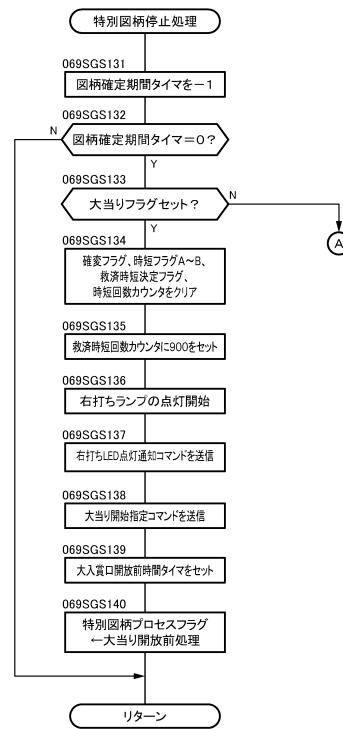 特別図柄停止処理
069SGS131
図柄確定期間タイマを－1
069SGS132
N
図柄確定期間タイマ＝0？
Y
069SGS133
N
大当りフラグセット？
Y
A
069SGS134
確変フラグ、時短フラグA～B、
救済時短決定フラグ、
時短回数カウンタをクリア
069SGS135
救済時短回数カウンタに900をセット
069SGS136
右打ちランプの点灯開始
069SGS137
右打ちLED点灯通知コマンドを送信
069SGS138
大当り開始指定コマンドを送信
069SGS139
大入賞口開放前時間タイマをセット
069SGS140
特別図柄プロセスフラグ
←大当り開放前処理
リターン